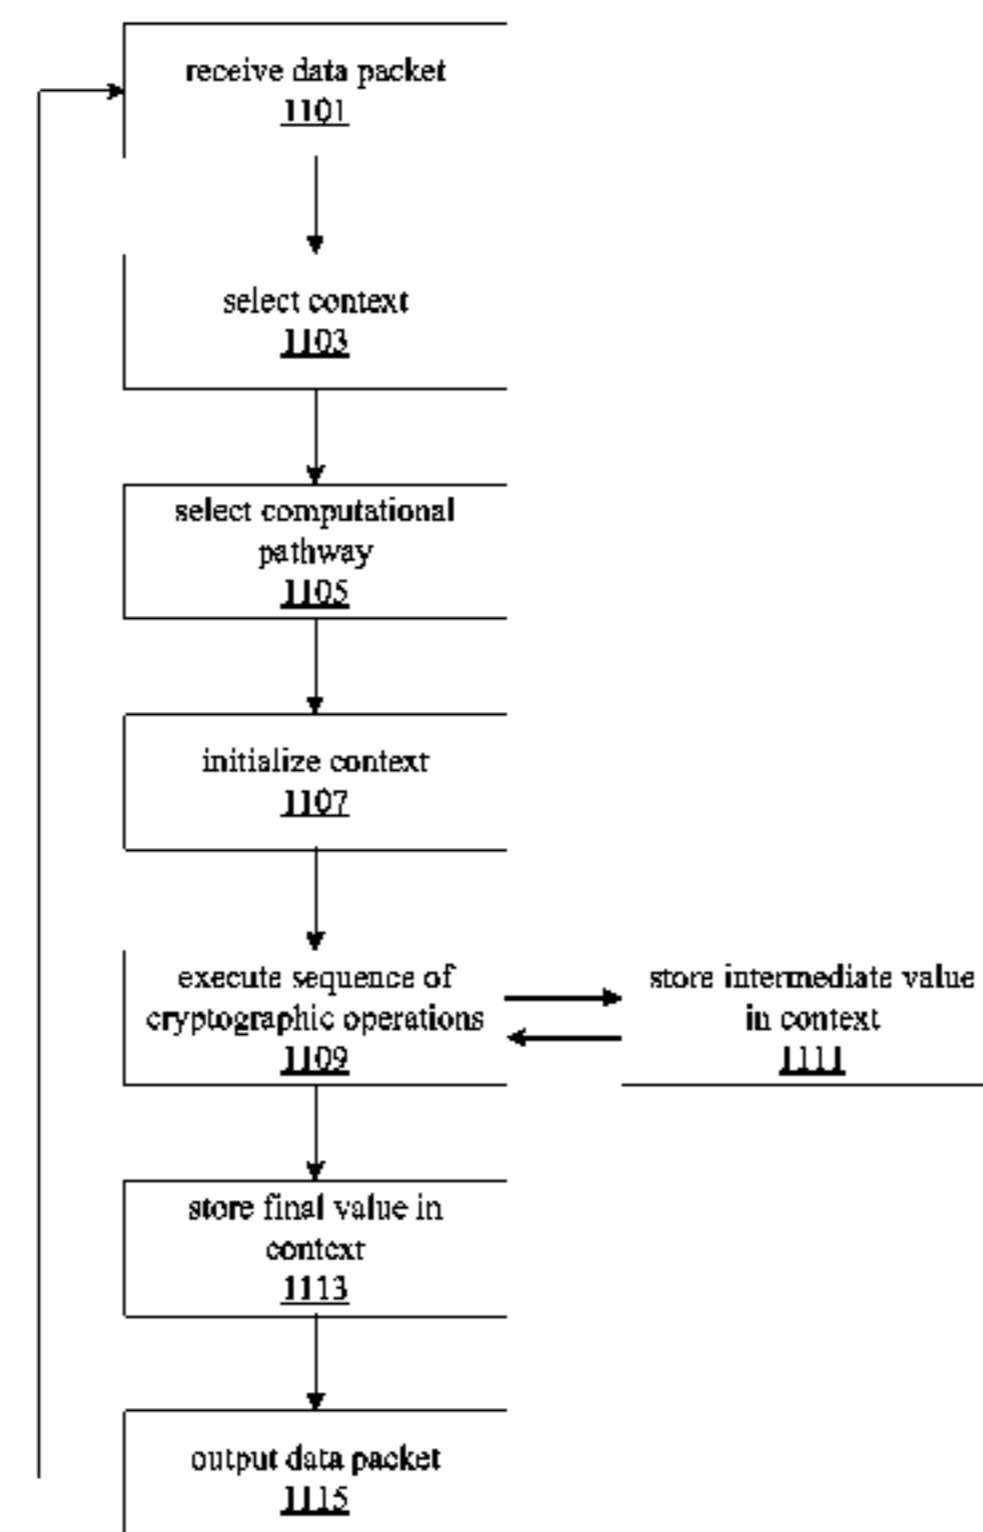 receive data packet
1101
select context
1103
select computational
pathway
1105
initialize context
1107
execute sequence of
cryptographic operations
1109
store intermediate value
in context
1111
store final value in
context
1113
output data packet
1115